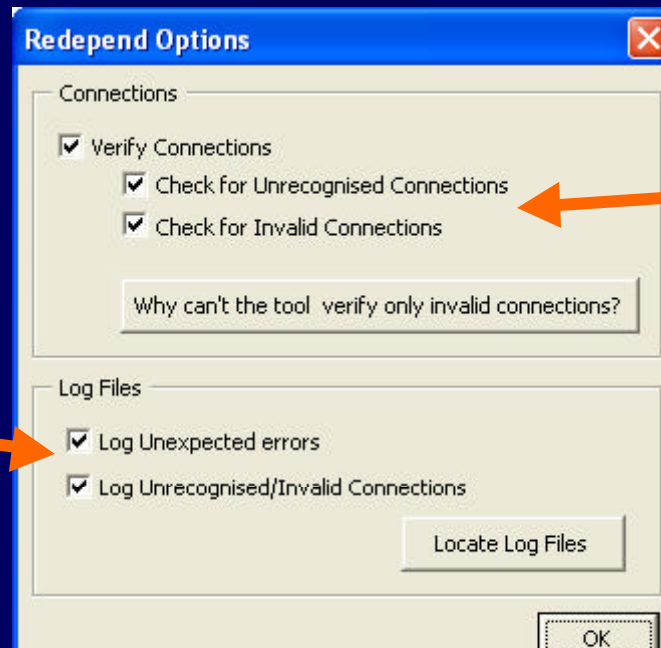 Redepend Options
Connections
Verify Connections
Check for Unrecognised Connections
Check for Invalid Connections
Why can't the tool verify only invalid connections?
Log Files
Log Unexpected errors
Log Unrecognised/Invalid Connections
Locate Log Files
OK